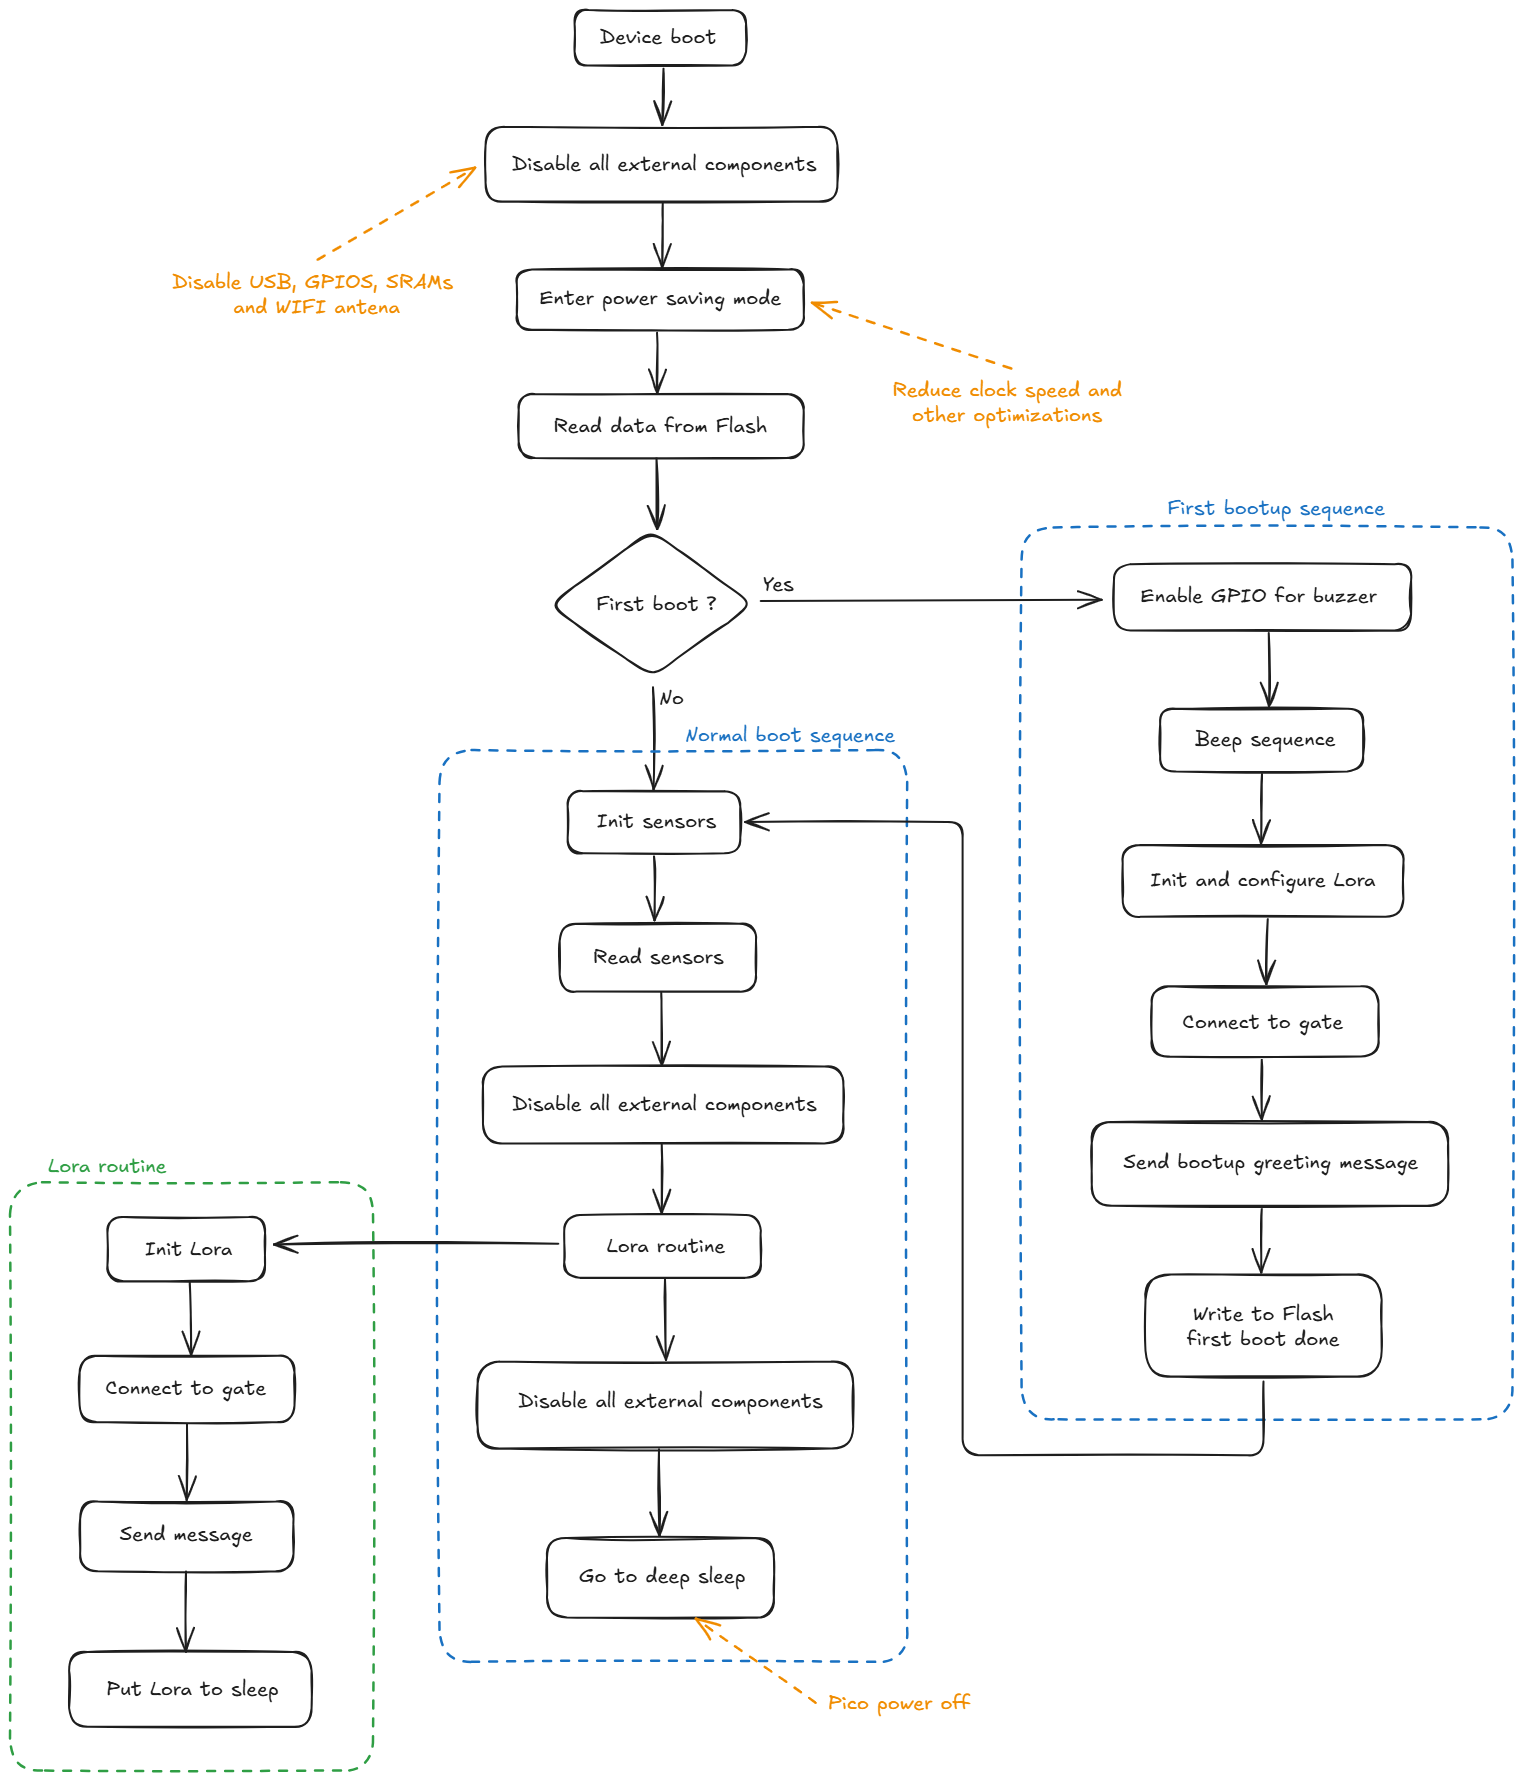 Device boot
Disable all external components
Disable USB, GPIOS, SRAMs
and WIFI antena
Enter power saving mode
Reduce clock speed and
other optimizations
Read data from Flash
First boot ?
Yes
No
First bootup sequence
Enable GPIO for buzzer
Beep sequence
Init and configure Lora
Connect to gate
Send bootup greeting message
Write to Flash
first boot done
Normal boot sequence
Init sensors
Read sensors
Disable all external components
Lora routine
Disable all external components
Go to deep sleep
Pico power off
Lora routine
Init Lora
Connect to gate
Send message
Put Lora to sleep